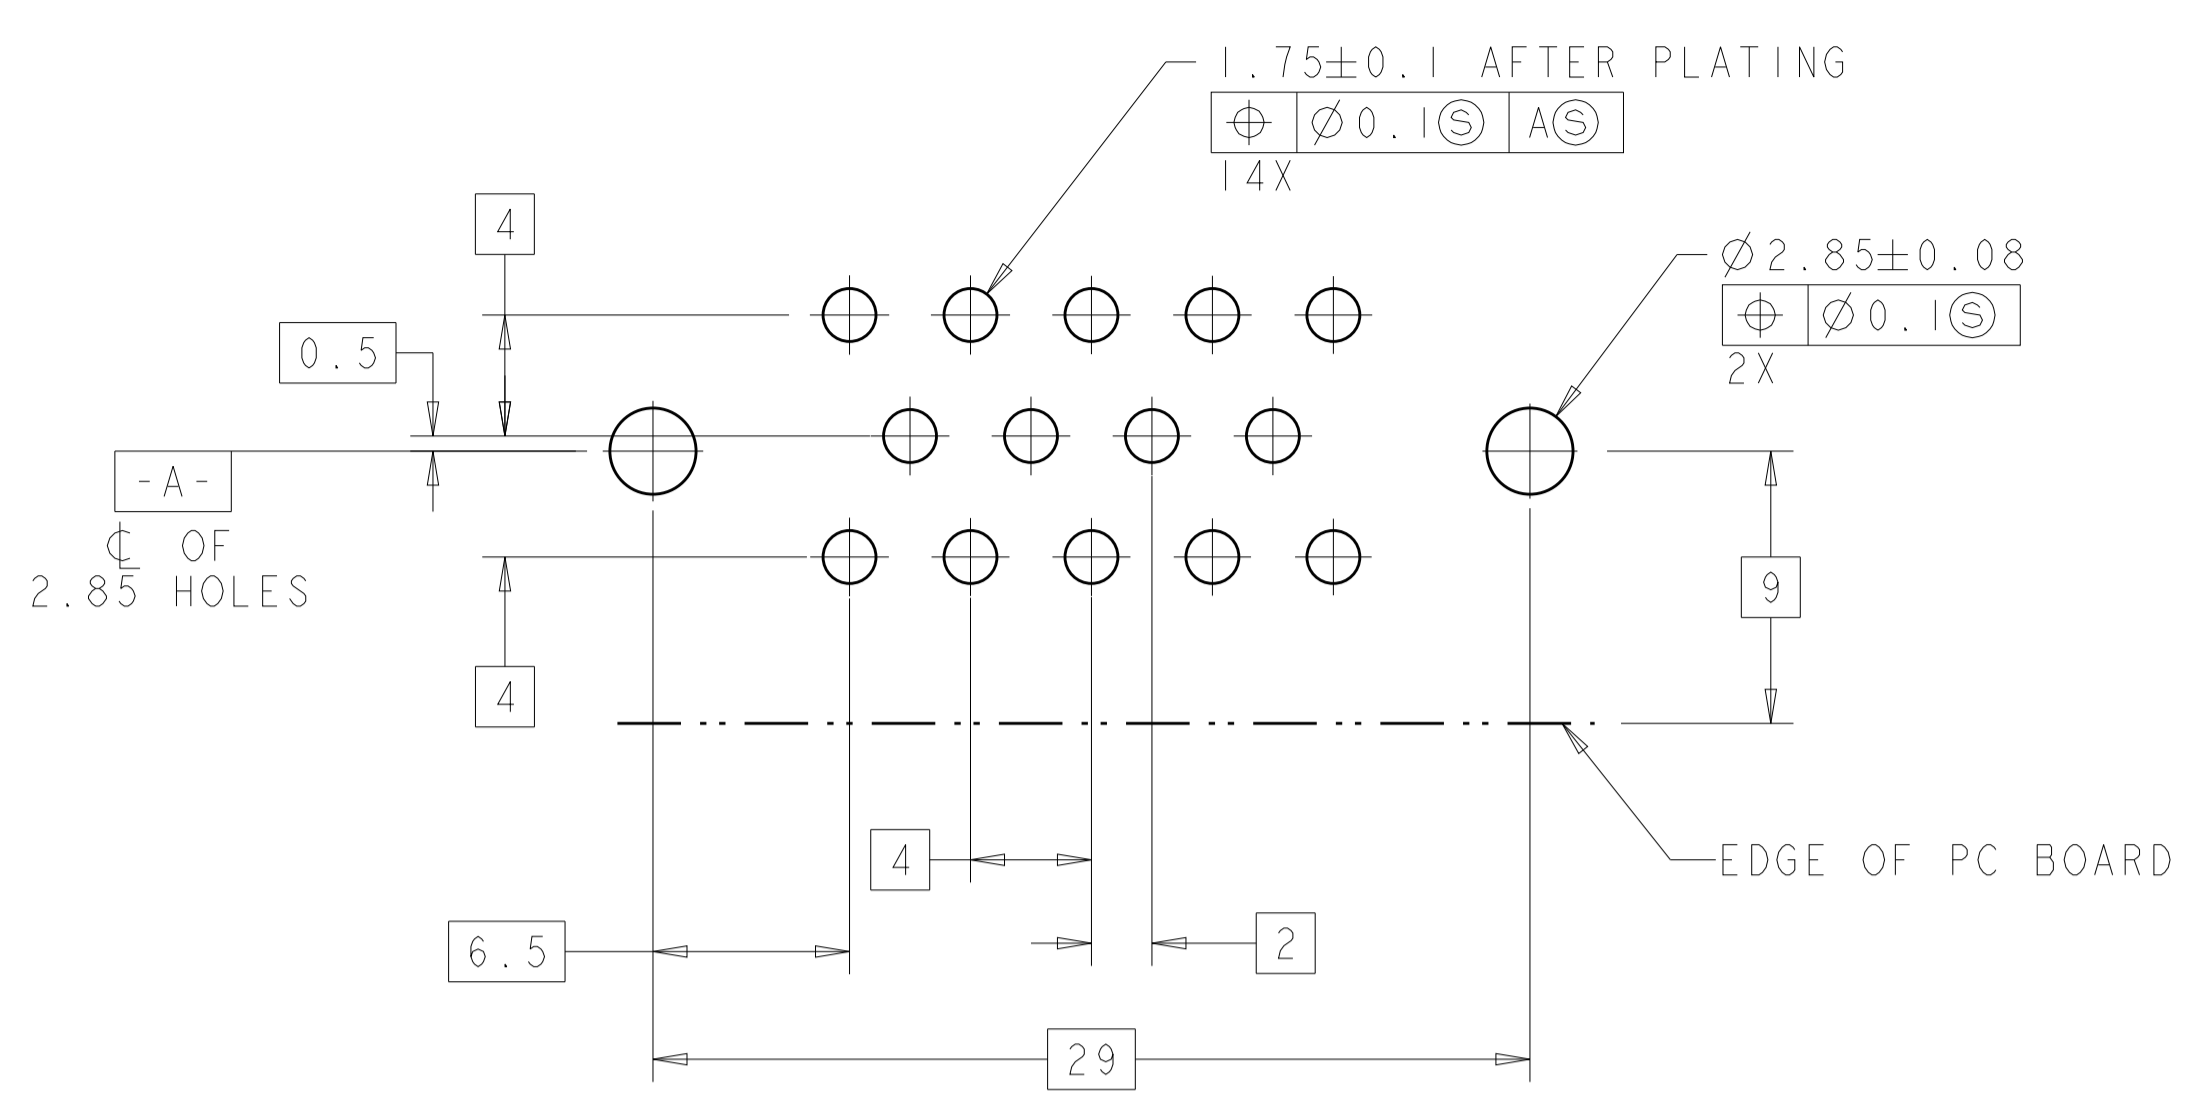 1.75±0.1 AFTER PLATING
⌖ ⌀0.1Ⓢ AⓈ
14X
4
⌀2.85±0.08
⌖ ⌀0.1Ⓢ
2X
0.5
-A-
℄ OF
2.85 HOLES
9
4
4
EDGE OF PC BOARD
6.5
2
29